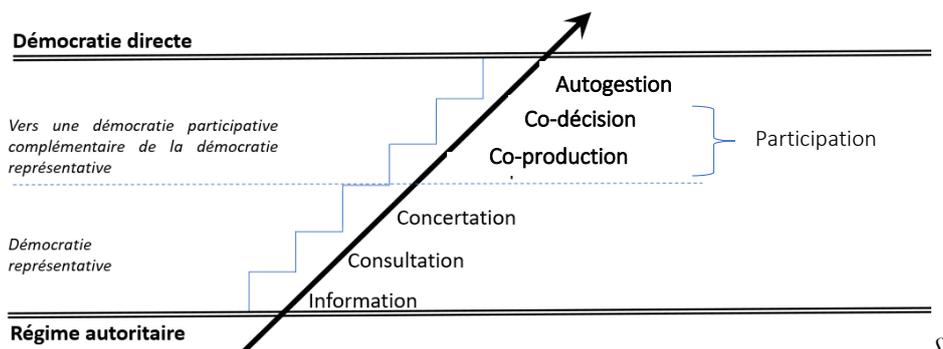 Démocratie directe
Autogestion
Vers une démocratie participative
complémentaire de la démocratie
représentative
Co-décision
Participation
Co-production
Concertation
Démocratie
représentative
Consultation
Information
Régime autoritaire